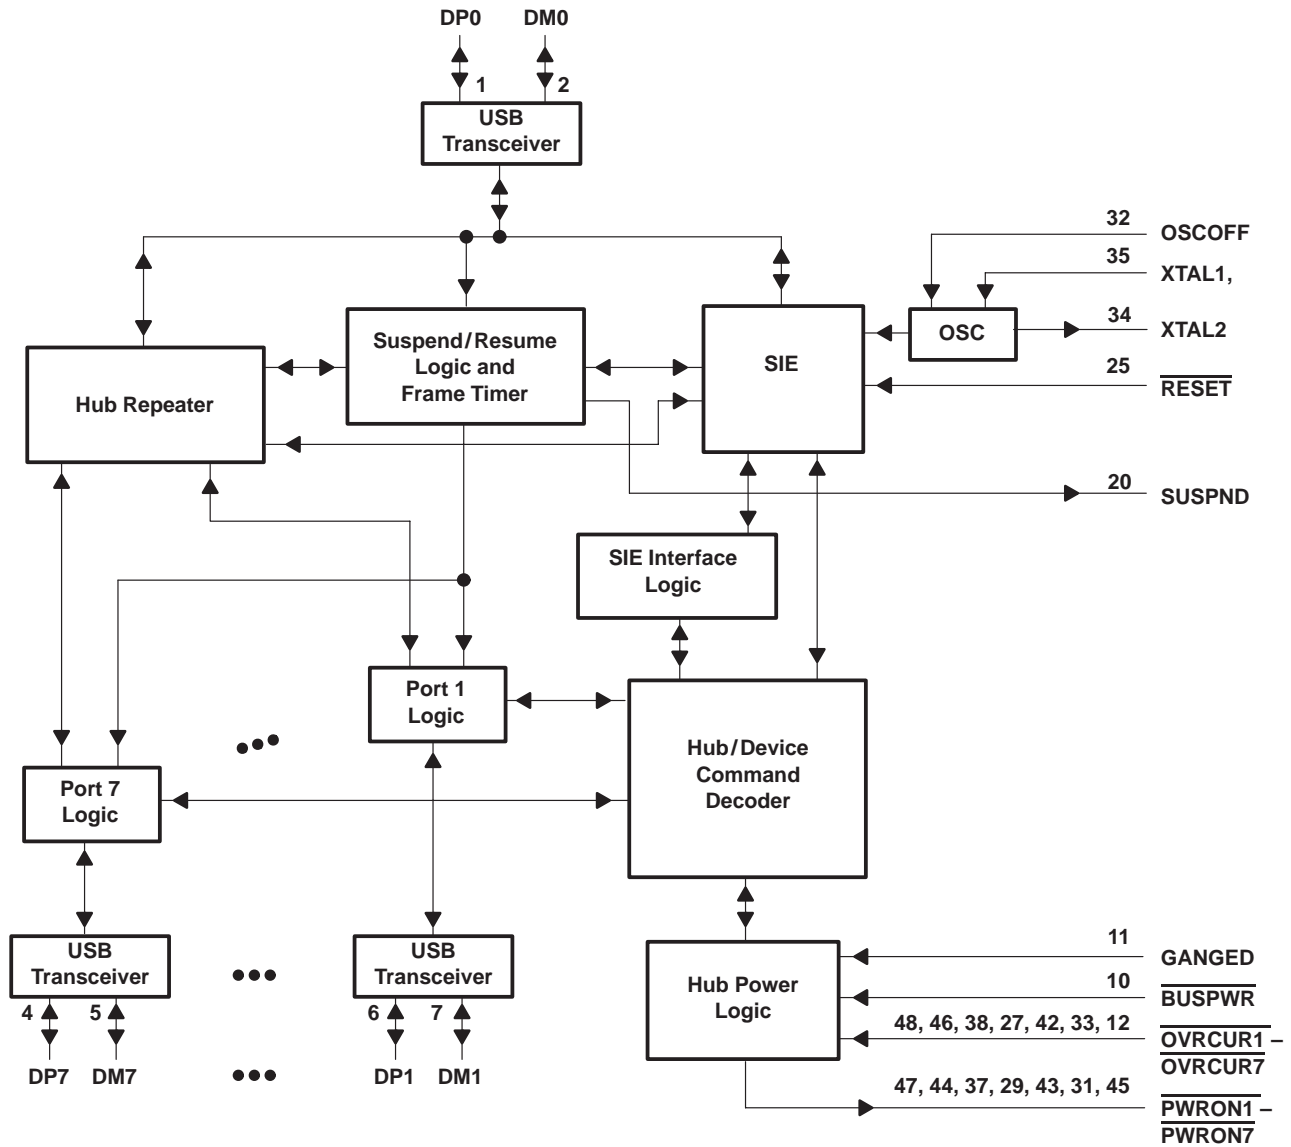 DP0 DM0
1 2
USB
Transceiver
32 OSCOFF
35 XTAL1,
34 XTAL2
25 RESET
OSC
SIE
Suspend/Resume
Logic and
Frame Timer
Hub Repeater
20 SUSPND
SIE Interface
Logic
Port 1
Logic
Hub/Device
Command
Decoder
Port 7
Logic
USB
Transceiver
USB
Transceiver
4 5
6 7
DP7 DM7
DP1 DM1
Hub Power
Logic
11 GANGED
10 BUSPWR
48, 46, 38, 27, 42, 33, 12 OVRCUR1 –
OVRCUR7
47, 44, 37, 29, 43, 31, 45 PWRON1 –
PWRON7